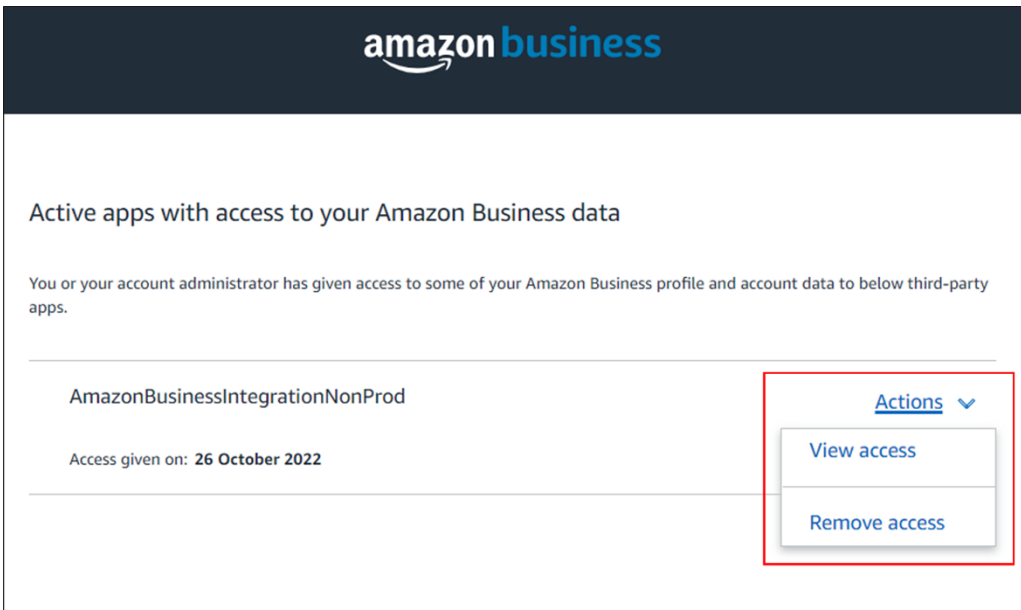 amazon business
Active apps with access to your Amazon Business data
You or your account administrator has given access to some of your Amazon Business profile and account data to below third-party
apps.
AmazonBusinessIntegrationNonProd
Actions
Access given on: 26 October 2022
View access
Remove access